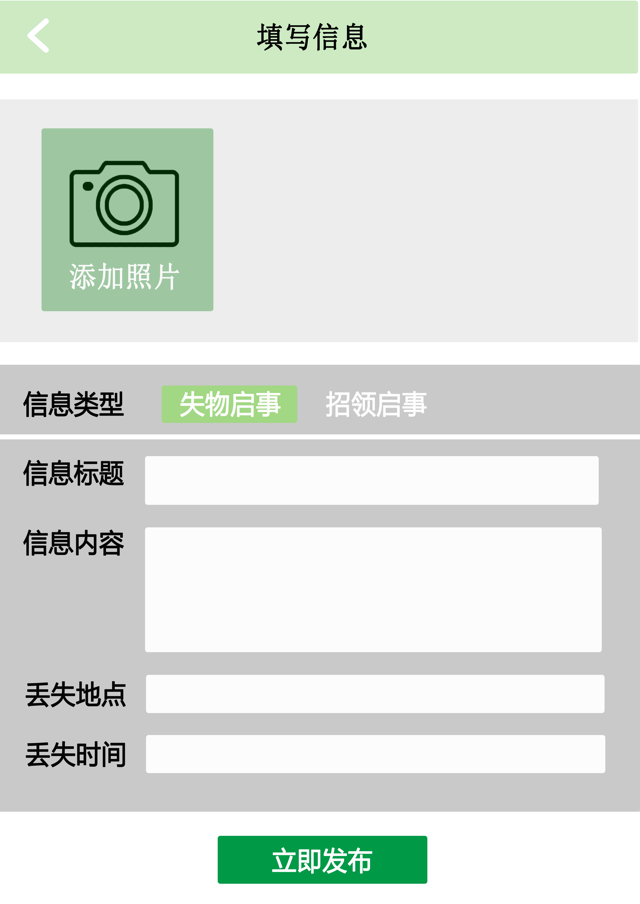 填写信息
添加照片
信息类型 失物启事 招领启事
信息标题
信息内容
丢失地点
丢失时间
立即发布